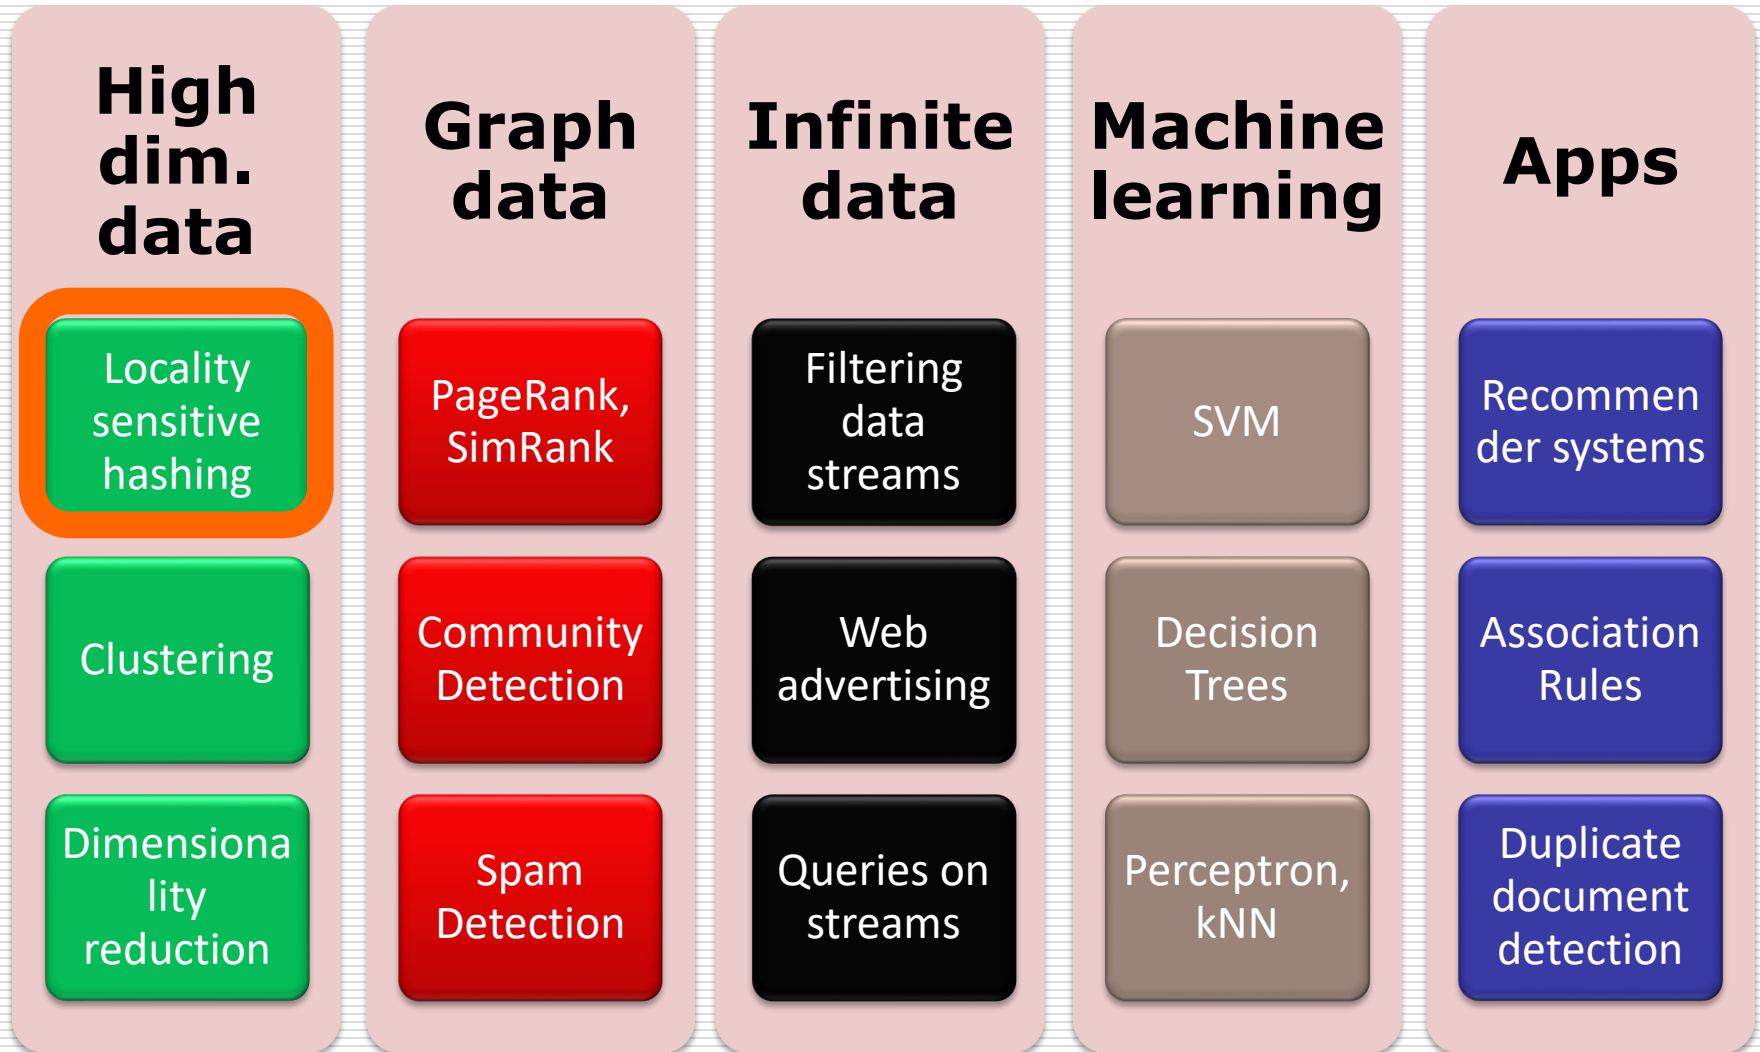 High
dim.
data
Locality
sensitive
hashing
Clustering
Dimensiona
lity
reduction
Graph
data
PageRank,
SimRank
Community
Detection
Spam
Detection
Infinite
data
Filtering
data
streams
Web
advertising
Queries on
streams
Machine
learning
SVM
Decision
Trees
Perceptron,
kNN
Apps
Recommen
der systems
Association
Rules
Duplicate
document
detection